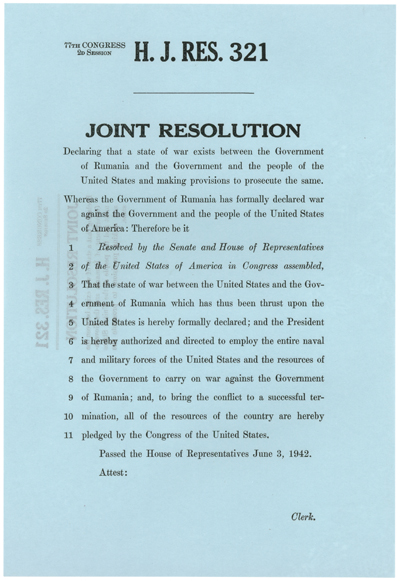 77TH CONGRESS
2D SESSION
H. J. RES. 321
JOINT RESOLUTION
Declaring that a state of war exists between the Government
of Rumania and the Government and the people of the
United States and making provisions to prosecute the same.
Whereas the Government of Rumania has formally declared war
against the Government and the people of the United States
of America: Therefore be it
1 Resolved by the Senate and House of Representatives
2 of the United States of America in Congress assembled,
3 That the state of war between the United States and the Gov-
4 ernment of Rumania which has thus been thrust upon the
5 United States is hereby formally declared; and the President
6 is hereby authorized and directed to employ the entire naval
7 and military forces of the United States and the resources of
8 the Government to carry on war against the Government
9 of Rumania; and, to bring the conflict to a successful ter-
10 mination, all of the resources of the country are hereby
11 pledged by the Congress of the United States.
Passed the House of Representatives June 3, 1942.
Attest:
Clerk.
JOINT RESOLUTION
H. J. RES. 321